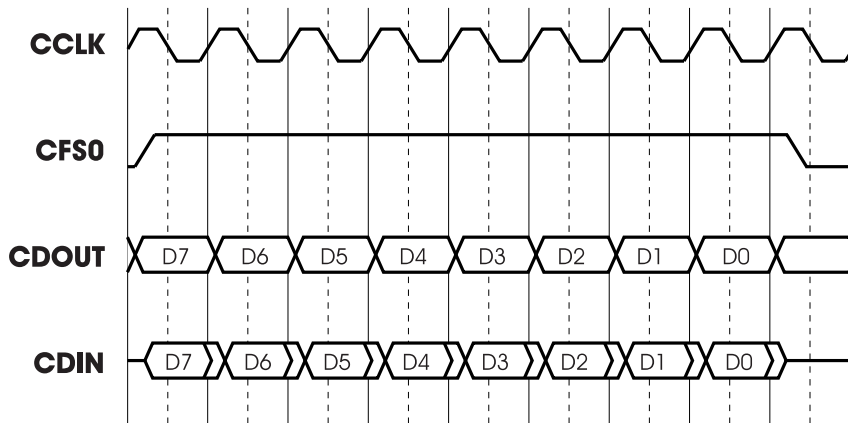 CCLK
CFS0
CDOUT D7 D6 D5 D4 D3 D2 D1 D0
CDIN D7 D6 D5 D4 D3 D2 D1 D0